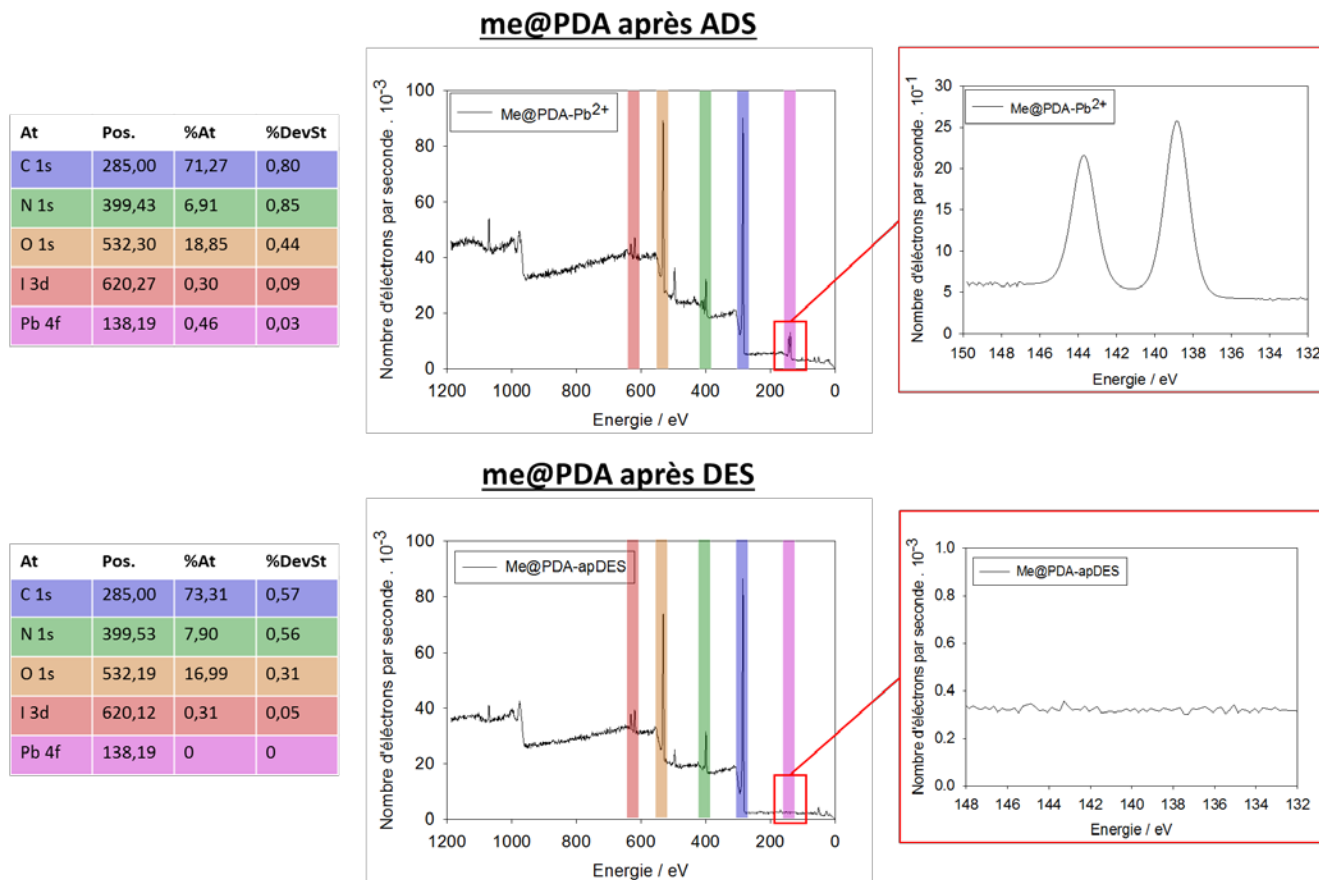 me@PDA après ADS
At Pos. %At %DevSt
C 1s 285,00 71,27 0,80
N 1s 399,43 6,91 0,85
O 1s 532,30 18,85 0,44
I 3d 620,27 0,30 0,09
Pb 4f 138,19 0,46 0,03
Nombre d'éléctrons par seconde . 10-3
100
80
60
40
20
0
Me@PDA-Pb2+
1200 1000 800 600 400 200 0
Energie / eV
Nombre d'éléctrons par seconde . 10-1
30
25
20
15
10
5
0
Me@PDA-Pb2+
150 148 146 144 142 140 138 136 134 132
Energie / eV
me@PDA après DES
At Pos. %At %DevSt
C 1s 285,00 73,31 0,57
N 1s 399,53 7,90 0,56
O 1s 532,19 16,99 0,31
I 3d 620,12 0,31 0,05
Pb 4f 138,19 0 0
Nombre d'éléctrons par seconde . 10-3
100
80
60
40
20
0
Me@PDA-apDES
1200 1000 800 600 400 200 0
Energie / eV
Nombre d'éléctrons par seconde . 10-3
1.0
0.8
0.6
0.4
0.2
0.0
Me@PDA-apDES
148 146 144 142 140 138 136 134 132
Energie / eV